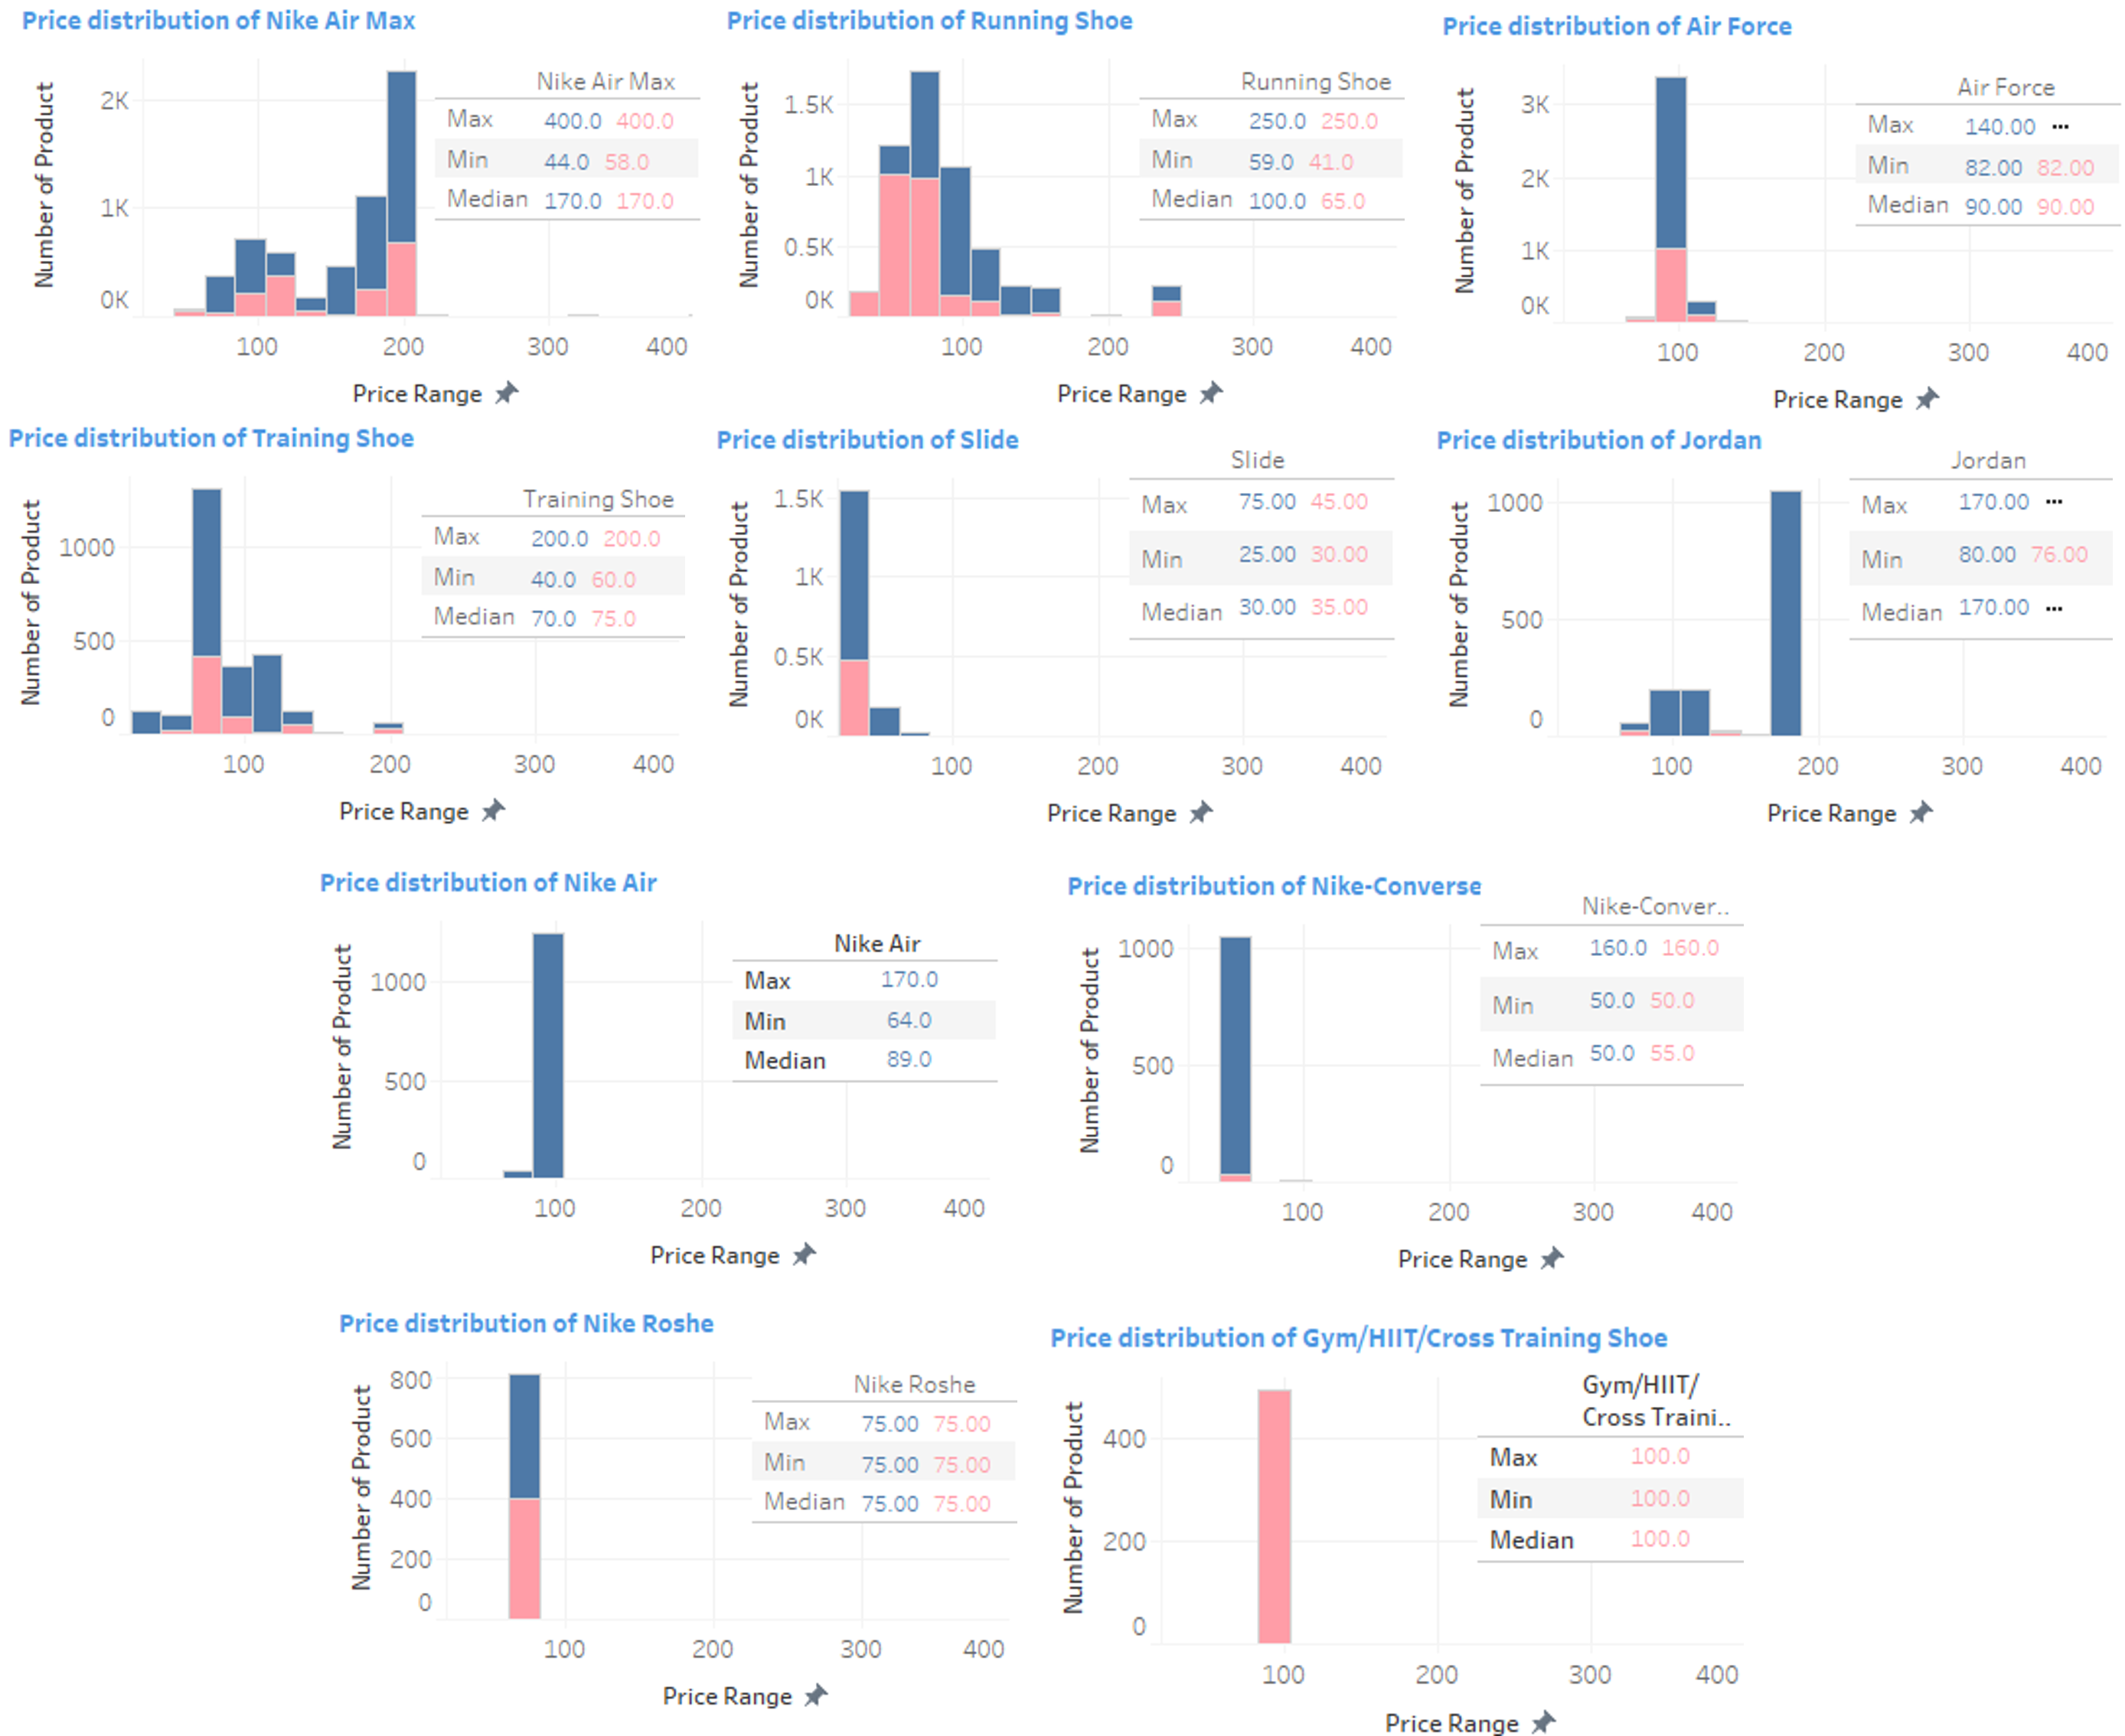 Price distribution of Nike Air Max
Number of Product
2K
1K
0K
100 200 300 400
Price Range
Nike Air Max
Max 400.0 400.0
Min 44.0 58.0
Median 170.0 170.0
Price distribution of Running Shoe
Number of Product
1.5K
1K
0.5K
0K
100 200 300 400
Price Range
Running Shoe
Max 250.0 250.0
Min 59.0 41.0
Median 100.0 65.0
Price distribution of Air Force
Number of Product
3K
2K
1K
0K
100 200 300 400
Price Range
Air Force
Max 140.00 ...
Min 82.00 82.00
Median 90.00 90.00
Price distribution of Training Shoe
Number of Product
1000
500
0
100 200 300 400
Price Range
Training Shoe
Max 200.0 200.0
Min 40.0 60.0
Median 70.0 75.0
Price distribution of Slide
Number of Product
1.5K
1K
0.5K
0K
100 200 300 400
Price Range
Slide
Max 75.00 45.00
Min 25.00 30.00
Median 30.00 35.00
Price distribution of Jordan
Number of Product
1000
500
0
100 200 300 400
Price Range
Jordan
Max 170.00 ...
Min 80.00 76.00
Median 170.00 ...
Price distribution of Nike Air
Number of Product
1000
500
0
100 200 300 400
Price Range
Nike Air
Max 170.0
Min 64.0
Median 89.0
Price distribution of Nike-Converse
Number of Product
1000
500
0
100 200 300 400
Price Range
Nike-Conver..
Max 160.0 160.0
Min 50.0 50.0
Median 50.0 55.0
Price distribution of Nike Roshe
Number of Product
800
600
400
200
0
100 200 300 400
Price Range
Nike Roshe
Max 75.00 75.00
Min 75.00 75.00
Median 75.00 75.00
Price distribution of Gym/HIIT/Cross Training Shoe
Number of Product
400
200
0
100 200 300 400
Price Range
Gym/HIIT/
Cross Traini..
Max 100.0
Min 100.0
Median 100.0